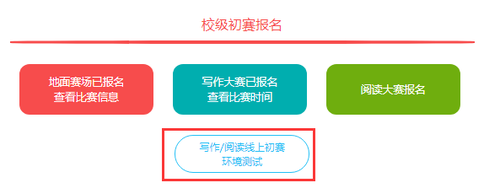 校级初赛报名
地面赛场已报名
查看比赛信息
写作大赛已报名
查看比赛时间
阅读大赛报名
写作/阅读线上初赛
环境测试